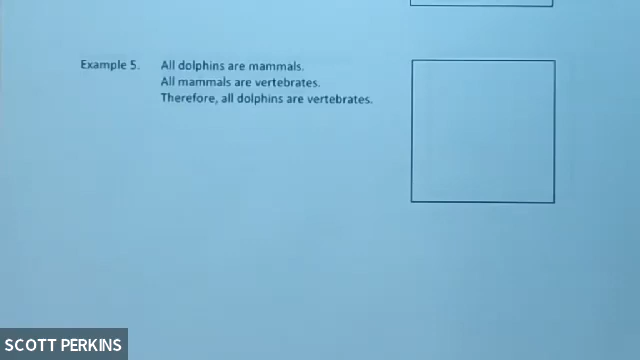 Example 5. All dolphins are mammals.
All mammals are vertebrates.
Therefore, all dolphins are vertebrates.
SCOTT PERKINS